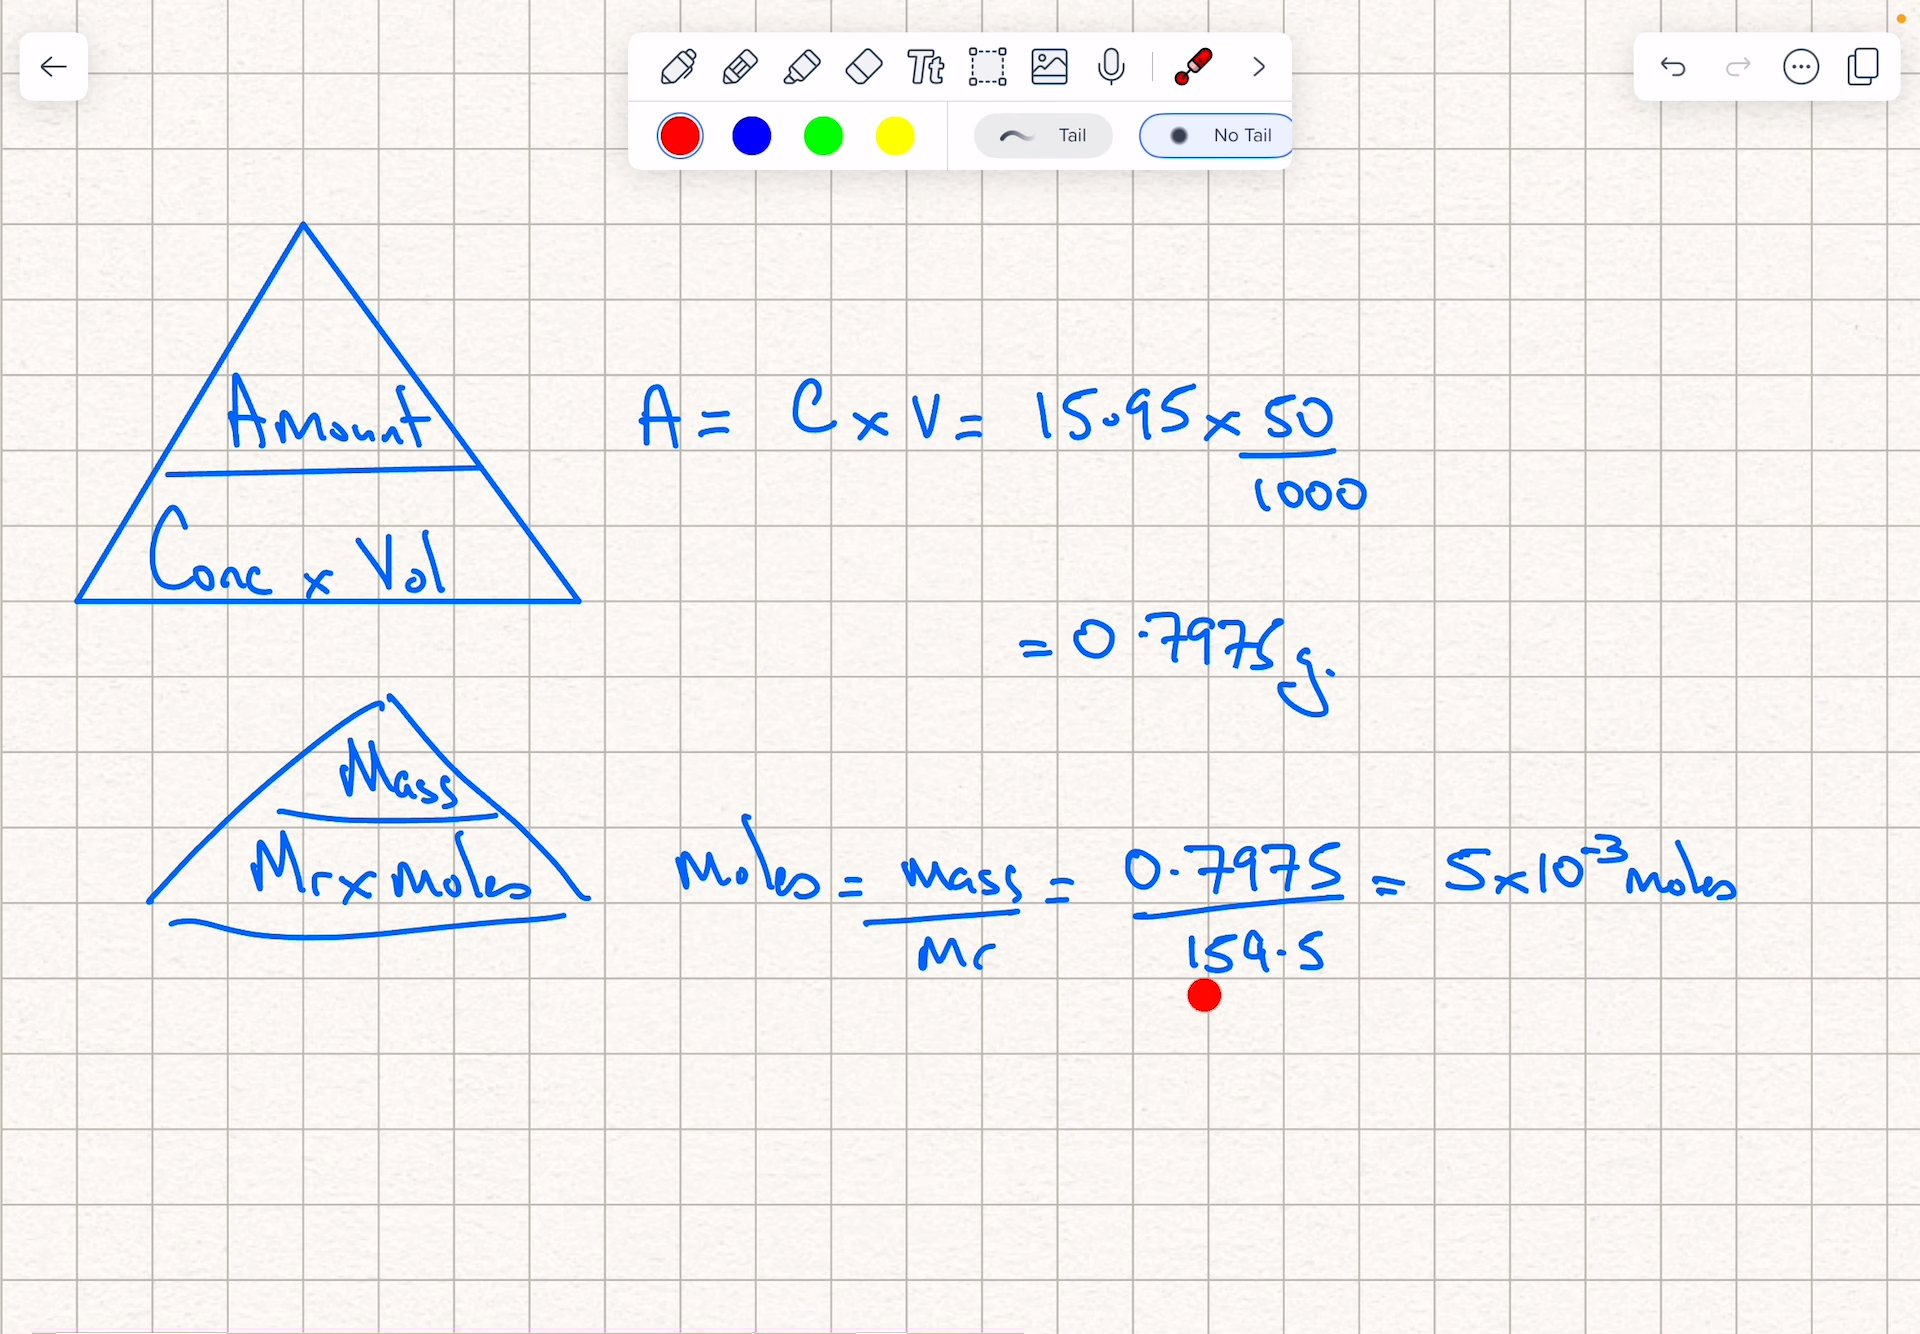 Tt
Tail
No Tail
Amount
Conc x Vol
A = C x V = 15.95 x 50
1000
= 0.7975g.
Mass
Mr x Moles
Moles = Mass = 0.7975 = 5x10-3 Moles
Mr 159.5